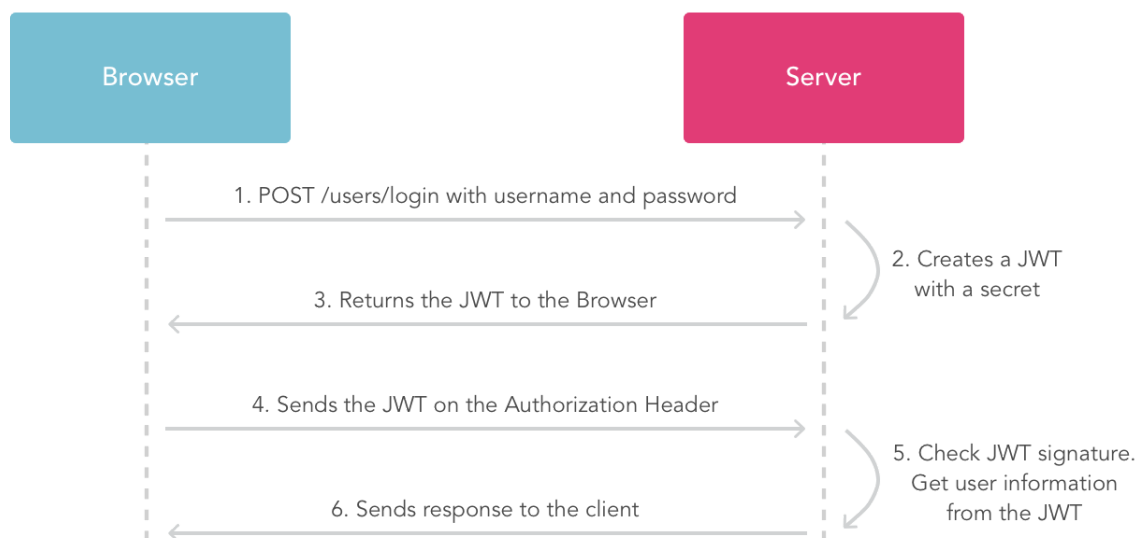 Browser
Server
1. POST /users/login with username and password
2. Creates a JWT
with a secret
3. Returns the JWT to the Browser
4. Sends the JWT on the Authorization Header
5. Check JWT signature.
Get user information
from the JWT
6. Sends response to the client